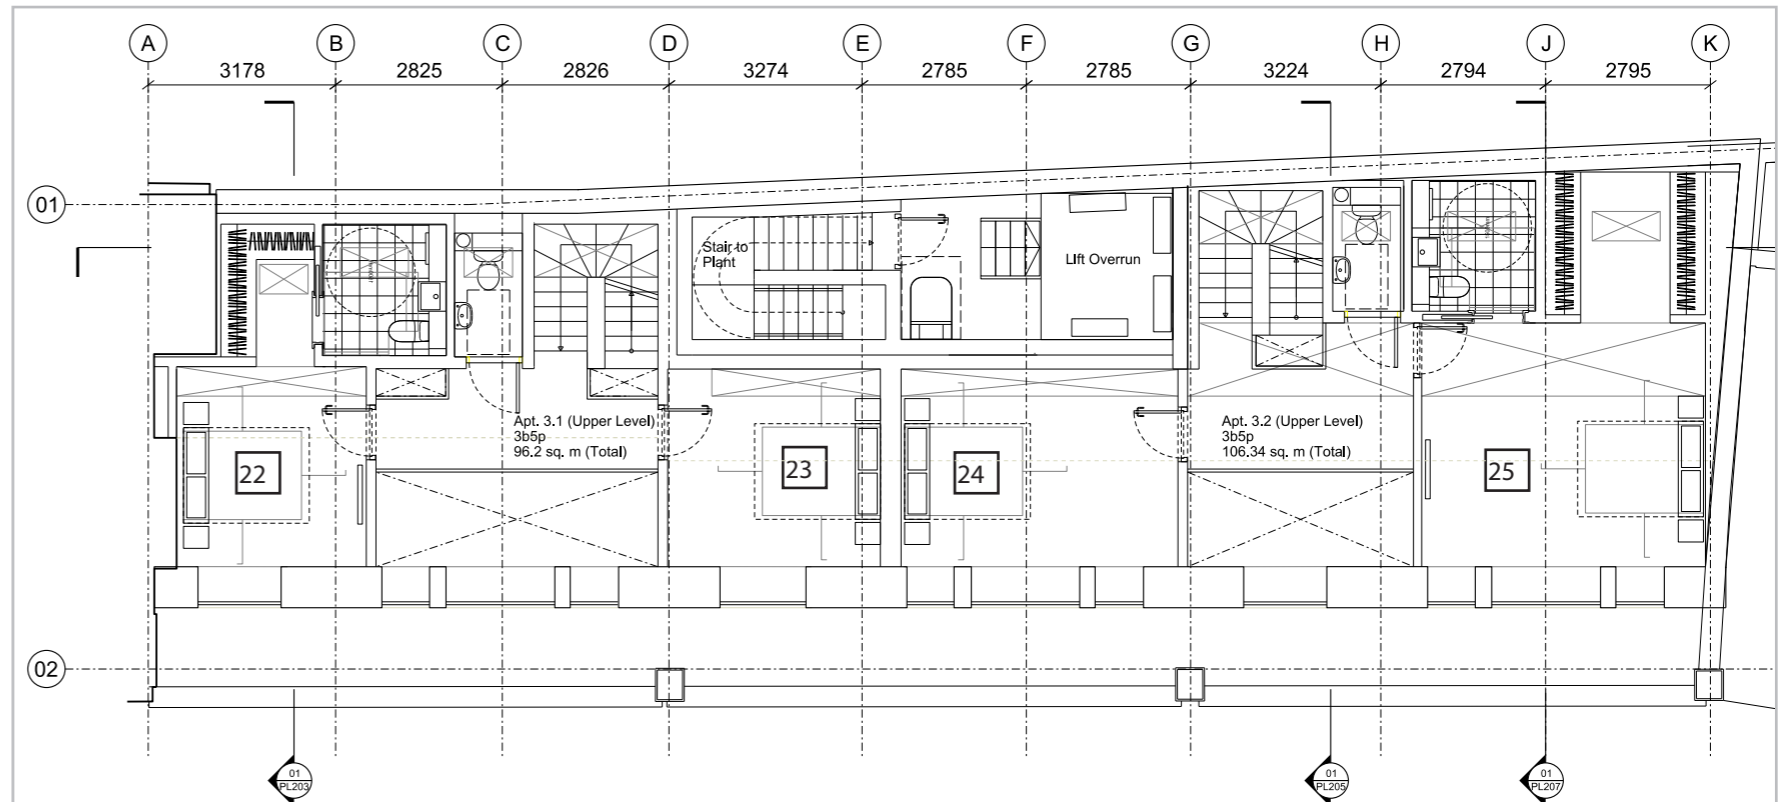 A B C D E F G H J K
3178 2825 2826 3274 2785 2785 3224 2794 2795
01
Stair to
Plant
LIft Overrun
Apt. 3.1 (Upper Level)
3b5p
96.2 sq. m (Total)
Apt. 3.2 (Upper Level)
3b5p
106.34 sq. m (Total)
22 23 24 25
02
01
PL203
01
PL205
01
PL207